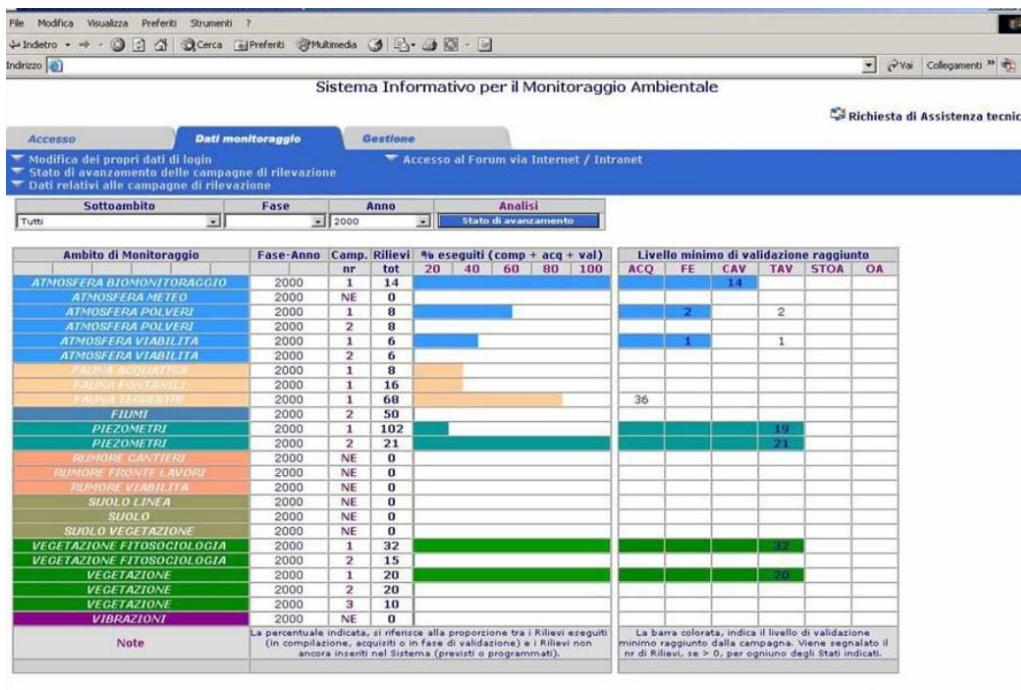 File Modifica Visualizza Preferiti Strumenti ?
Indietro Cerca Preferiti Multimedia
Indirizzo Vai Collegamenti »
Sistema Informativo per il Monitoraggio Ambientale
Richiesta di Assistenza tecnic
Accesso Dati monitoraggio Gestione
Modifica dei propri dati di login Accesso al Forum via Internet / Intranet
Stato di avanzamento delle campagne di rilevazione
Dati relativi alle campagne di rilevazione
Sottoambito Fase Anno Analisi
Tutti 2000 Stato di avanzamento
Ambito di Monitoraggio Fase-Anno Camp. Rilievi % eseguiti (comp + acq + val) Livello minimo di validazione raggiunto
nr tot 20 40 60 80 100 ACQ FE CAV TAV STOA OA
ATMOSFERA BIOMONITORAGGIO 2000 1 14 14
ATMOSFERA METEO 2000 NE 0
ATMOSFERA POLVERI 2000 1 8 2 2
ATMOSFERA POLVERI 2000 2 8
ATMOSFERA VIABILITA 2000 1 6 1 1
ATMOSFERA VIABILITA 2000 2 6
FAUNA ACQUATICA 2000 1 8
FAUNA FONTANILI 2000 1 16
FAUNA TERRESTRE 2000 1 68 36
FIUMI 2000 2 50
PIEZOMETRI 2000 1 102 19
PIEZOMETRI 2000 2 21 21
RUMORE CANTIERI 2000 NE 0
RUMORE FRONTE LAVORI 2000 NE 0
RUMORE VIABILITA 2000 NE 0
SUOLO LINEA 2000 NE 0
SUOLO 2000 NE 0
SUOLO VEGETAZIONE 2000 NE 0
VEGETAZIONE FITOSOCIOLOGIA 2000 1 32 32
VEGETAZIONE FITOSOCIOLOGIA 2000 2 15
VEGETAZIONE 2000 1 20 20
VEGETAZIONE 2000 2 20
VEGETAZIONE 2000 3 10
VIBRAZIONI 2000 NE 0
Note
La percentuale indicata, si riferisce alla proporzione tra i Rilievi eseguiti
(in compilazione, acquisiti o in fase di validazione) e i Rilievi non
ancora inseriti nel Sistema (previsti o programmati).
La barra colorata, indica il livello di validazione
minimo raggiunto dalla campagna. Viene segnalato il
nr di Rilievi, se > 0, per ogniuno degli Stati indicati.